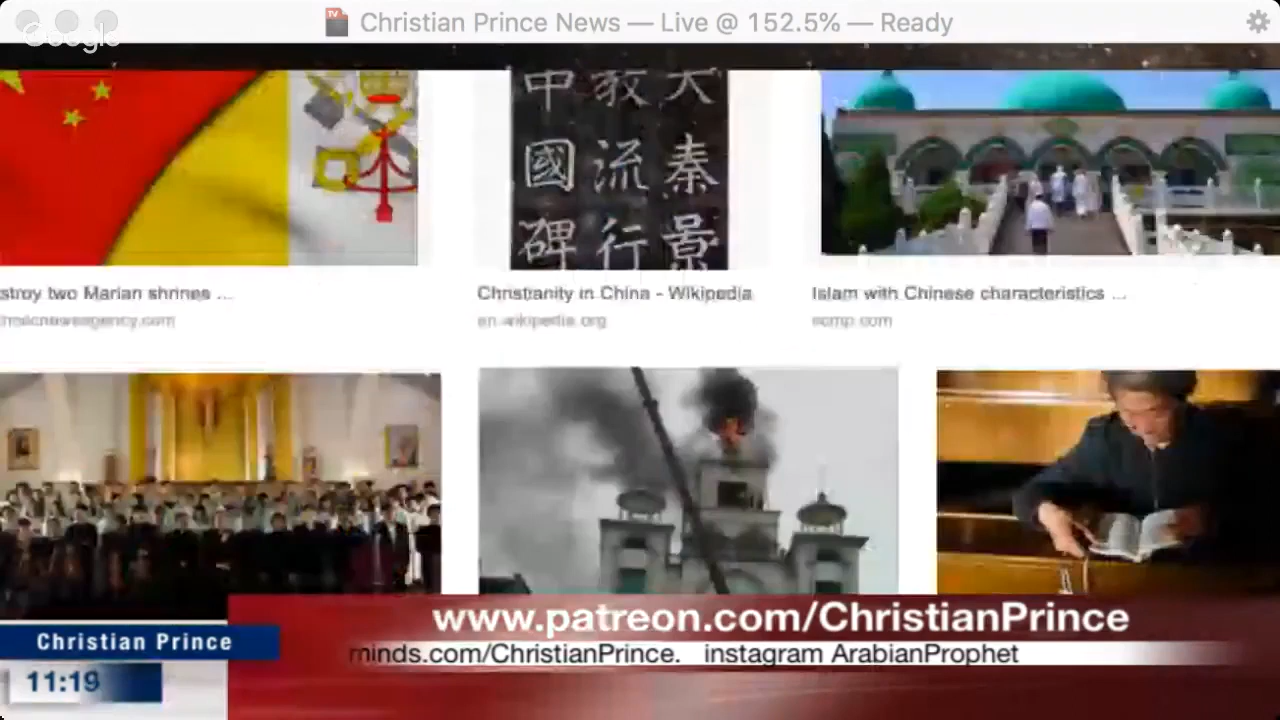 TV
Christian Prince News — Live @ 152.5% — Ready
Google
中 教 大
國 流 秦
碑 行 景
stroy two Marian shrines ...
Christianity in China - Wikipedia
en.wikipedia.org
Islam with Chinese characteristics ...
scmp.com
www.patreon.com/ChristianPrince
Christian Prince
minds.com/ChristianPrince. instagram ArabianProphet
11:19